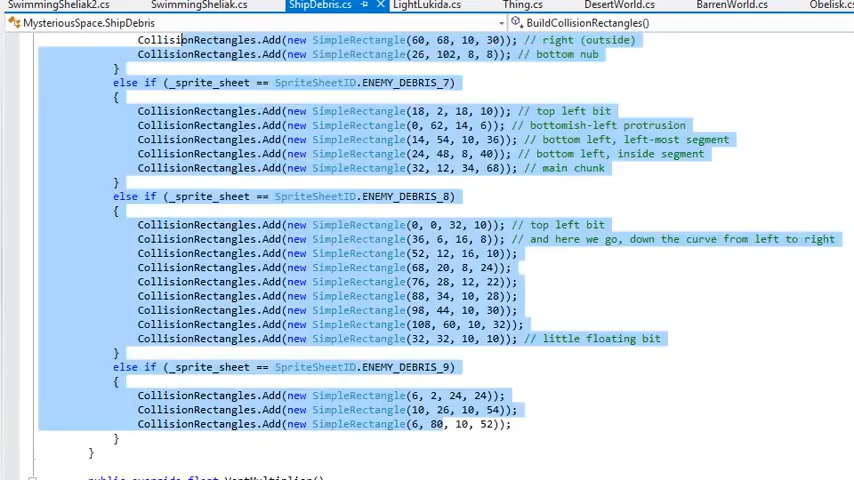 SwimmingSheliak2.cs SwimmingSheliak.cs ShipDebris.cs LightLukida.cs Thing.cs DesertWorld.cs BarrenWorld.cs Obelisk.cs
MysteriousSpace.ShipDebris BuildCollisionRectangles()
CollisionRectangles.Add(new SimpleRectangle(60, 68, 10, 30)); // right (outside)
CollisionRectangles.Add(new SimpleRectangle(26, 102, 8, 8)); // bottom nub
}
else if (_sprite_sheet == SpriteSheetID.ENEMY_DEBRIS_7)
{
CollisionRectangles.Add(new SimpleRectangle(18, 2, 18, 10)); // top left bit
CollisionRectangles.Add(new SimpleRectangle(0, 62, 14, 6)); // bottomish-left protrusion
CollisionRectangles.Add(new SimpleRectangle(14, 54, 10, 36)); // bottom left, left-most segment
CollisionRectangles.Add(new SimpleRectangle(24, 48, 8, 40)); // bottom left, inside segment
CollisionRectangles.Add(new SimpleRectangle(32, 12, 34, 68)); // main chunk
}
else if (_sprite_sheet == SpriteSheetID.ENEMY_DEBRIS_8)
{
CollisionRectangles.Add(new SimpleRectangle(0, 0, 32, 10)); // top left bit
CollisionRectangles.Add(new SimpleRectangle(36, 6, 16, 8)); // and here we go, down the curve from left to right
CollisionRectangles.Add(new SimpleRectangle(52, 12, 16, 10));
CollisionRectangles.Add(new SimpleRectangle(68, 20, 8, 24));
CollisionRectangles.Add(new SimpleRectangle(76, 28, 12, 22));
CollisionRectangles.Add(new SimpleRectangle(88, 34, 10, 28));
CollisionRectangles.Add(new SimpleRectangle(98, 44, 10, 30));
CollisionRectangles.Add(new SimpleRectangle(108, 60, 10, 32));
CollisionRectangles.Add(new SimpleRectangle(32, 32, 10, 10)); // little floating bit
}
else if (_sprite_sheet == SpriteSheetID.ENEMY_DEBRIS_9)
{
CollisionRectangles.Add(new SimpleRectangle(6, 2, 24, 24));
CollisionRectangles.Add(new SimpleRectangle(10, 26, 10, 54));
CollisionRectangles.Add(new SimpleRectangle(6, 80, 10, 52));
}
}
public override float